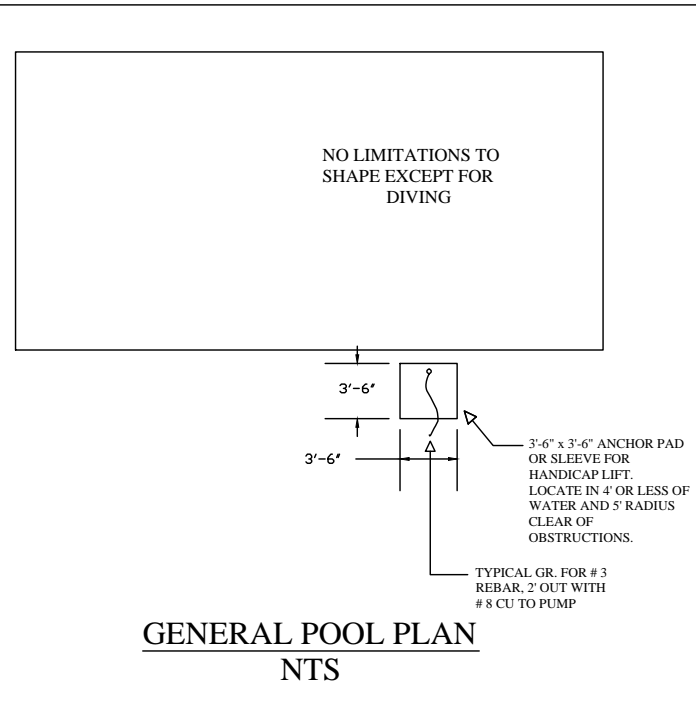 NO LIMITATIONS TO
SHAPE EXCEPT FOR
DIVING
3'-6"
3'-6"
3'-6" x 3'-6" ANCHOR PAD
OR SLEEVE FOR
HANDICAP LIFT.
LOCATE IN 4' OR LESS OF
WATER AND 5' RADIUS
CLEAR OF
OBSTRUCTIONS.
TYPICAL GR. FOR # 3
REBAR, 2' OUT WITH
# 8 CU TO PUMP
GENERAL POOL PLAN
NTS